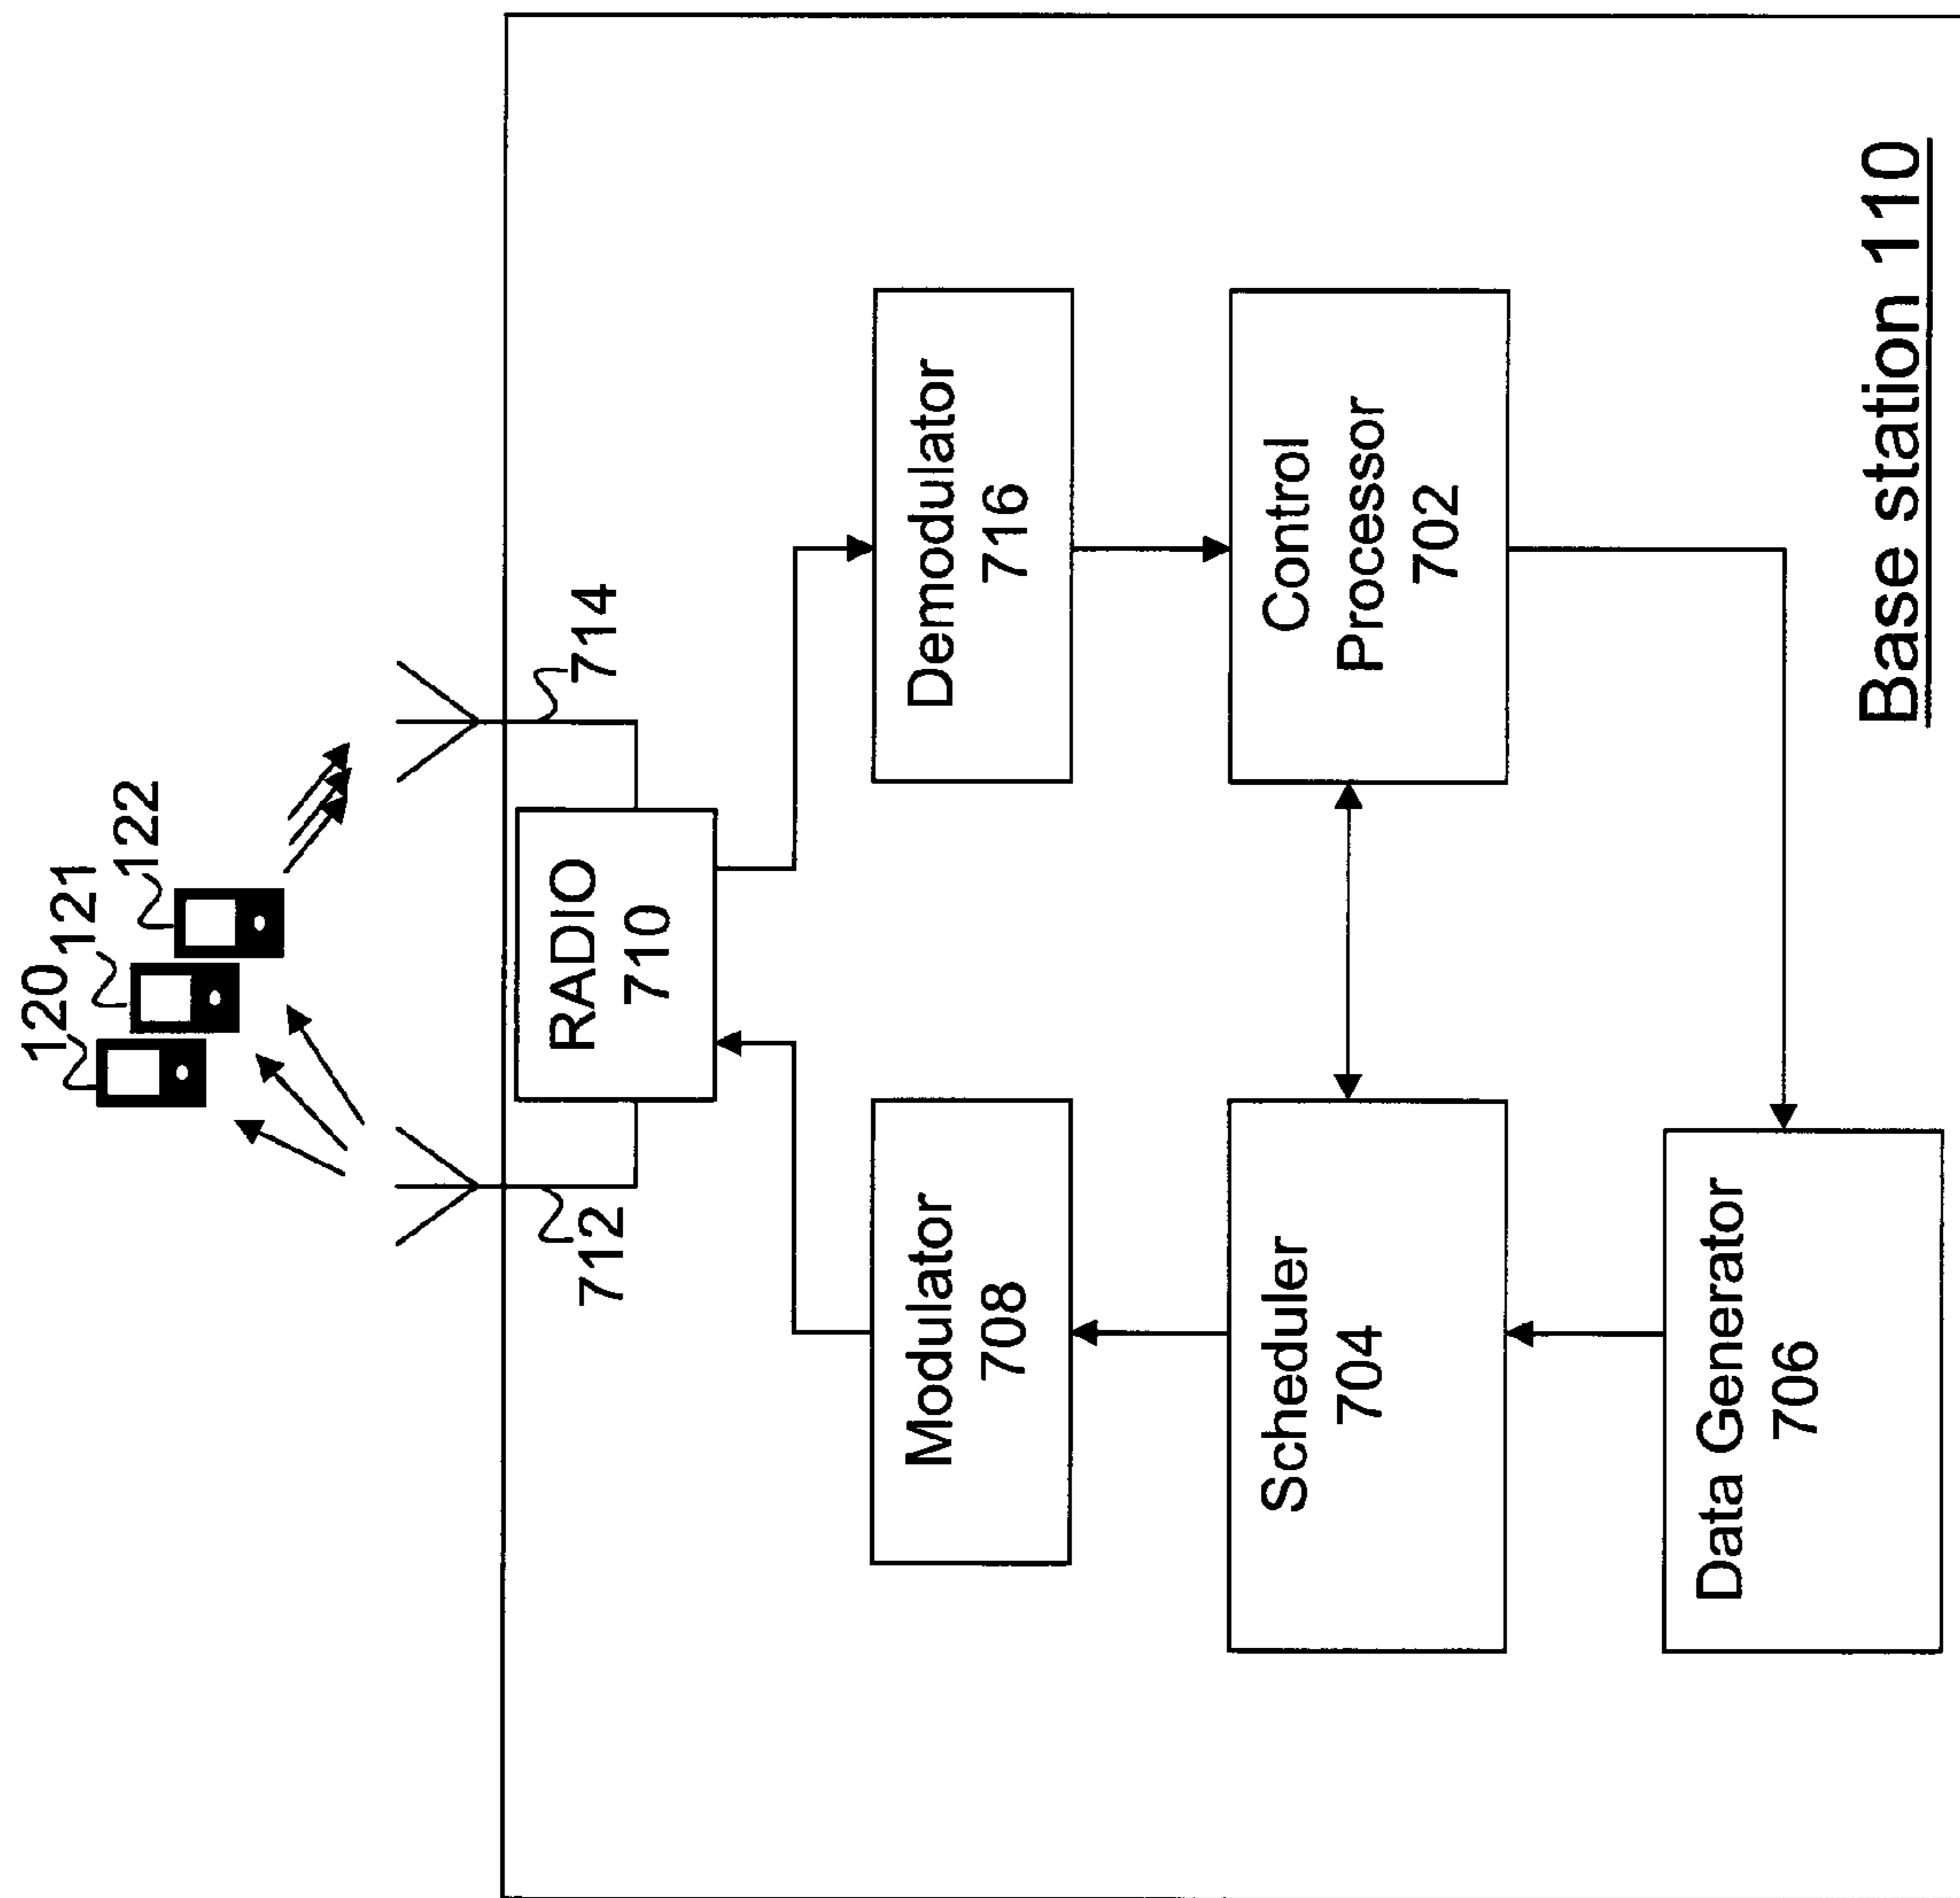 120
121
122
712
714
RADIO
710
Modulator
708
Demodulator
716
Scheduler
704
Control
Processor
702
Data Generator
706
Base station 110